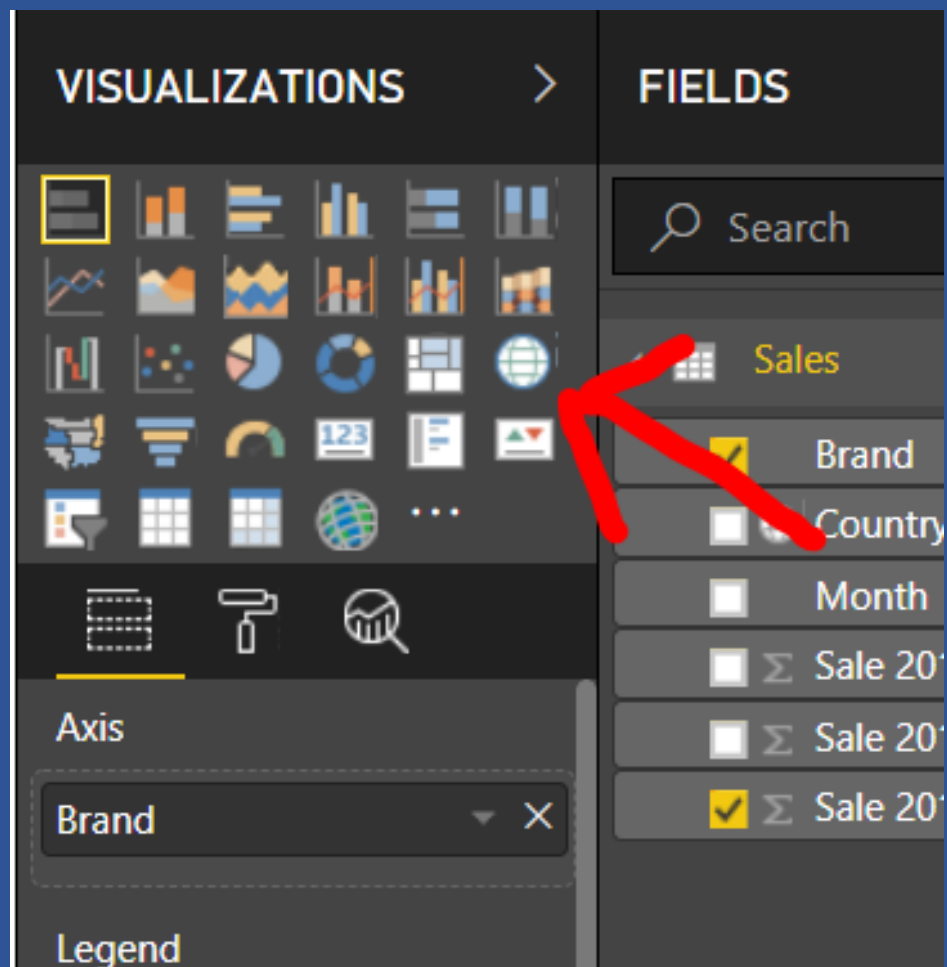 VISUALIZATIONS
FIELDS
Search
Sales
123
Brand
Country
Month
Sale 201
Sale 201
Sale 201
Axis
Brand
Legend